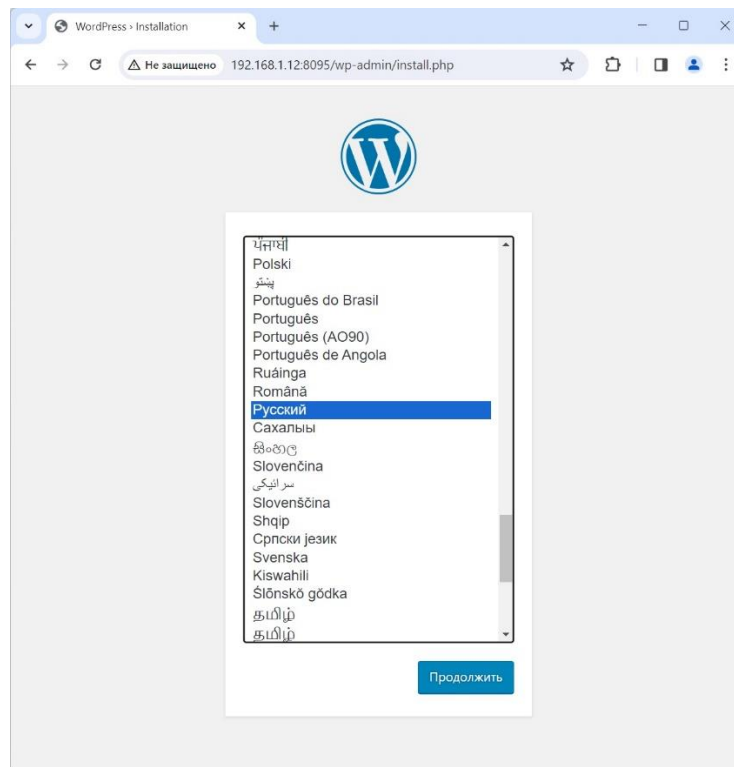 WordPress › Installation
Не защищено 192.168.1.12:8095/wp-admin/install.php
ਪੰਜਾਬੀ
Polski
پښتو
Português do Brasil
Português
Português (AO90)
Português de Angola
Ruáinga
Română
Русский
Сахалыы
සිංහල
Slovenčina
سرائیکی
Slovenščina
Shqip
Српски језик
Svenska
Kiswahili
Ślōnskŏ gŏdka
தமிழ்
தமிழ்
Продолжить